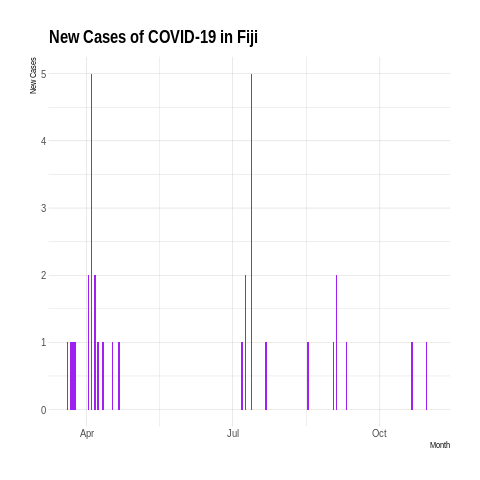 New Cases of COVID-19 in Fiji
New Cases
5
4
3
2
1
0
Apr
Jul
Oct
Month